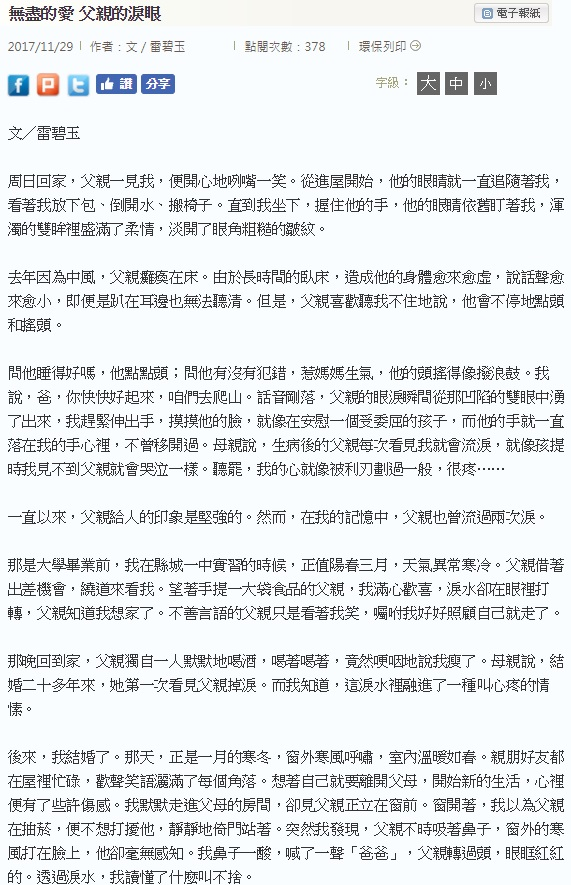 無盡的愛 父親的淚眼
電子報紙
2017/11/29 | 作者：文 / 雷碧玉 | 點閱次數：378 | 環保列印
f P t 讚 分享 字級： 大 中 小
文／雷碧玉
周日回家，父親一見我，便開心地咧嘴一笑。從進屋開始，他的眼睛就一直追隨著我，
看著我放下包、倒開水、搬椅子。直到我坐下，握住他的手，他的眼睛依舊盯著我，渾
濁的雙眸裡盛滿了柔情，淡開了眼角粗糙的皺紋。
去年因為中風，父親癱瘓在床。由於長時間的臥床，造成他的身體愈來愈虛，說話聲愈
來愈小，即便是趴在耳邊也無法聽清。但是，父親喜歡聽我不住地說，他會不停地點頭
和搖頭。
問他睡得好嗎，他點點頭；問他有沒有犯錯，惹媽媽生氣，他的頭搖得像撥浪鼓。我
說，爸，你快快好起來，咱們去爬山。話音剛落，父親的眼淚瞬間從那凹陷的雙眼中湧
了出來，我趕緊伸出手，摸摸他的臉，就像在安慰一個受委屈的孩子，而他的手就一直
落在我的手心裡，不曾移開過。母親說，生病後的父親每次看見我就會流淚，就像孩提
時我見不到父親就會哭泣一樣。聽罷，我的心就像被利刃劃過一般，很疼……
一直以來，父親給人的印象是堅強的。然而，在我的記憶中，父親也曾流過兩次淚。
那是大學畢業前，我在縣城一中實習的時候，正值陽春三月，天氣異常寒冷。父親借著
出差機會，繞道來看我。望著手提一大袋食品的父親，我滿心歡喜，淚水卻在眼裡打
轉，父親知道我想家了。不善言語的父親只是看著我笑，囑咐我好好照顧自己就走了。
那晚回到家，父親獨自一人默默地喝酒，喝著喝著，竟然哽咽地說我瘦了。母親說，結
婚二十多年來，她第一次看見父親掉淚。而我知道，這淚水裡融進了一種叫心疼的情
愫。
後來，我結婚了。那天，正是一月的寒冬，窗外寒風呼嘯，室內溫暖如春。親朋好友都
在屋裡忙碌，歡聲笑語灑滿了每個角落。想著自己就要離開父母，開始新的生活，心裡
便有了些許傷感。我默默走進父母的房間，卻見父親正立在窗前。窗開著，我以為父親
在抽菸，便不想打擾他，靜靜地倚門站著。突然我發現，父親不時吸著鼻子，窗外的寒
風打在臉上，他卻毫無感知。我鼻子一酸，喊了一聲「爸爸」，父親轉過頭，眼眶紅紅
的。透過淚水，我讀懂了什麼叫不捨。